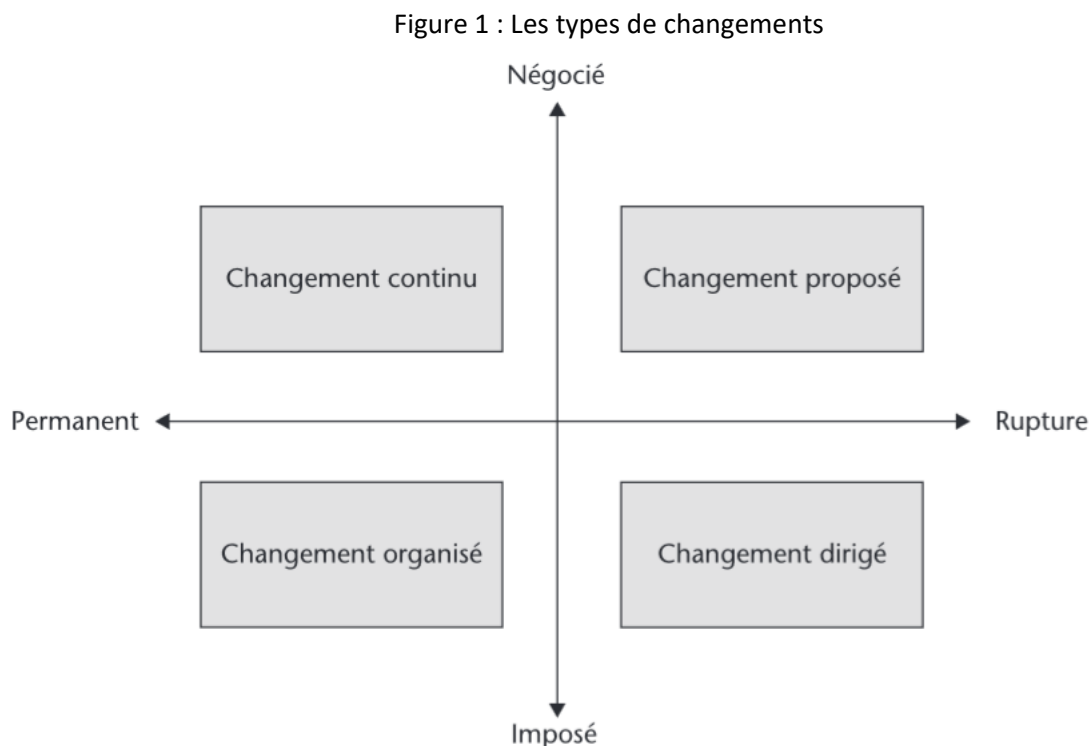 Figure 1 : Les types de changements
Négocié
Changement continu
Changement proposé
Permanent
Rupture
Changement organisé
Changement dirigé
Imposé